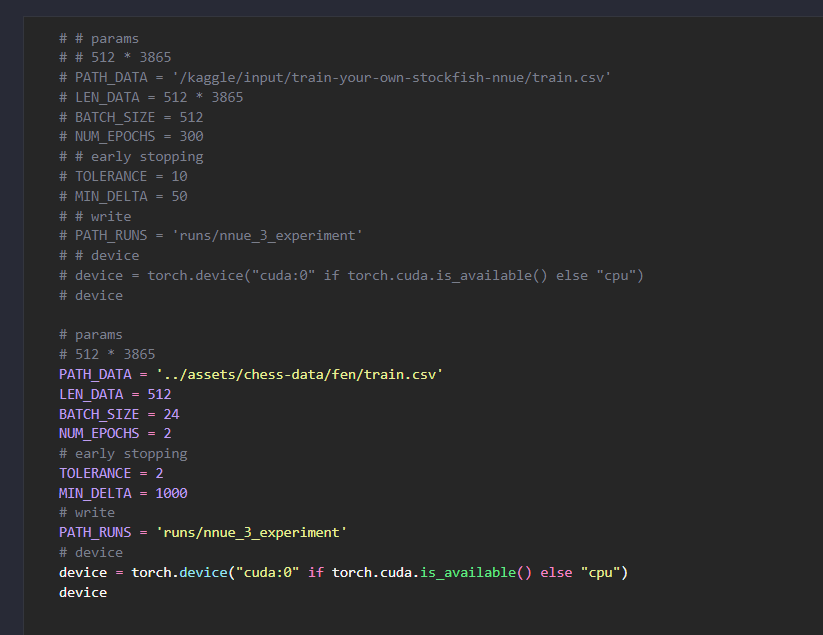 # # params
# # 512 * 3865
# PATH_DATA = '/kaggle/input/train-your-own-stockfish-nnue/train.csv'
# LEN_DATA = 512 * 3865
# BATCH_SIZE = 512
# NUM_EPOCHS = 300
# # early stopping
# TOLERANCE = 10
# MIN_DELTA = 50
# # write
# PATH_RUNS = 'runs/nnue_3_experiment'
# # device
# device = torch.device("cuda:0" if torch.cuda.is_available() else "cpu")
# device
# params
# 512 * 3865
PATH_DATA = '../assets/chess-data/fen/train.csv'
LEN_DATA = 512
BATCH_SIZE = 24
NUM_EPOCHS = 2
# early stopping
TOLERANCE = 2
MIN_DELTA = 1000
# write
PATH_RUNS = 'runs/nnue_3_experiment'
# device
device = torch.device("cuda:0" if torch.cuda.is_available() else "cpu")
device